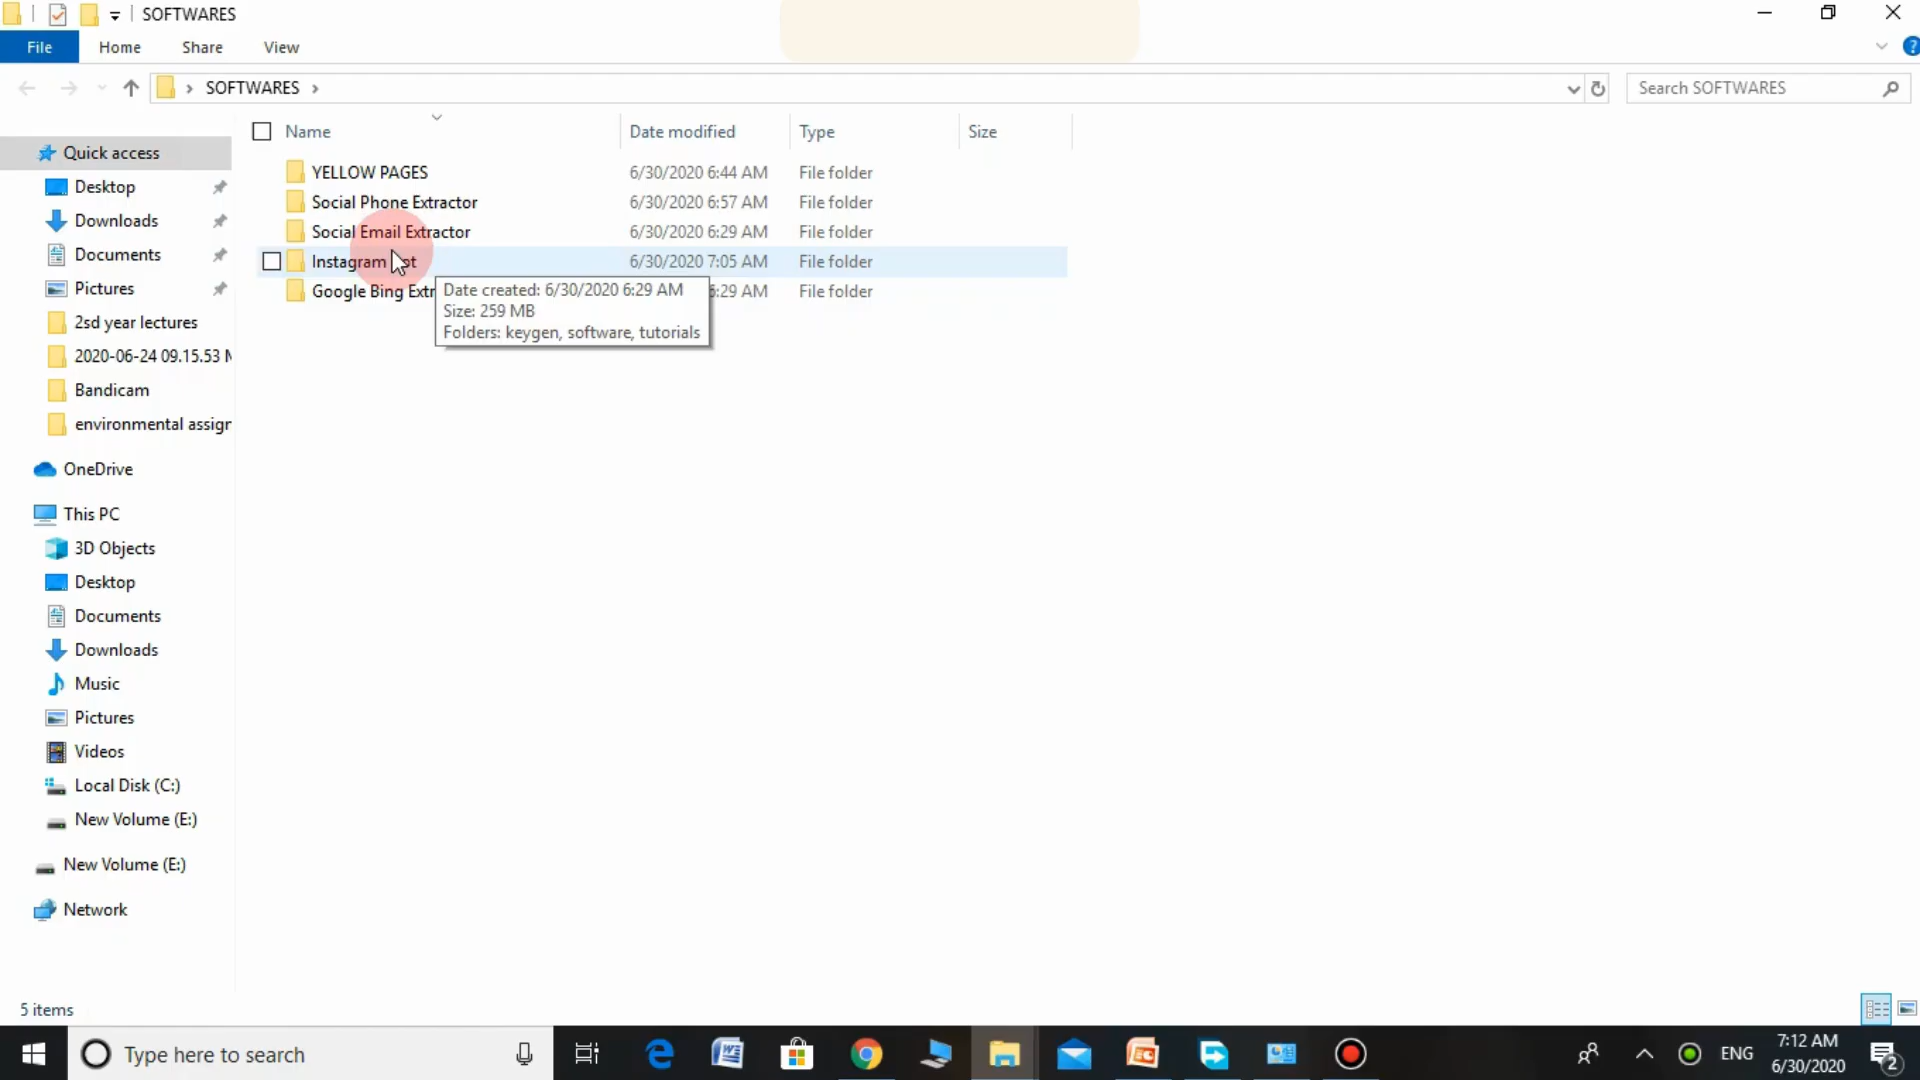 SOFTWARES
File Home Share View
SOFTWARES
Search SOFTWARES
Name Date modified Type Size
Quick access
Desktop
Downloads
Documents
Pictures
2sd year lectures
2020-06-24 09.15.53
Bandicam
environmental assigr
OneDrive
This PC
3D Objects
Desktop
Documents
Downloads
Music
Pictures
Videos
Local Disk (C:)
New Volume (E:)
New Volume (E:)
Network
YELLOW PAGES 6/30/2020 6:44 AM File folder
Social Phone Extractor 6/30/2020 6:57 AM File folder
Social Email Extractor 6/30/2020 6:29 AM File folder
Instagram 6/30/2020 7:05 AM File folder
Google Bing Extr 6:29 AM File folder
Date created: 6/30/2020 6:29 AM
Size: 259 MB
Folders: keygen, software, tutorials
5 items
Type here to search
ENG
7:12 AM
6/30/2020
2